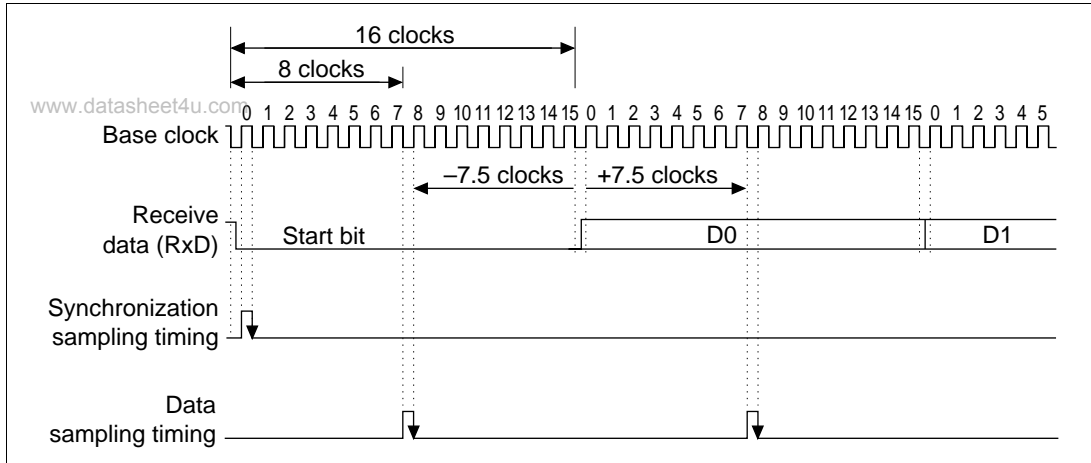 16 clocks
8 clocks
www.datasheet4u.com
0 1 2 3 4 5 6 7 8 9 10 11 12 13 14 15 0 1 2 3 4 5 6 7 8 9 10 11 12 13 14 15 0 1 2 3 4 5
Base clock
–7.5 clocks +7.5 clocks
Receive
data (RxD)
Start bit D0 D1
Synchronization
sampling timing
Data
sampling timing